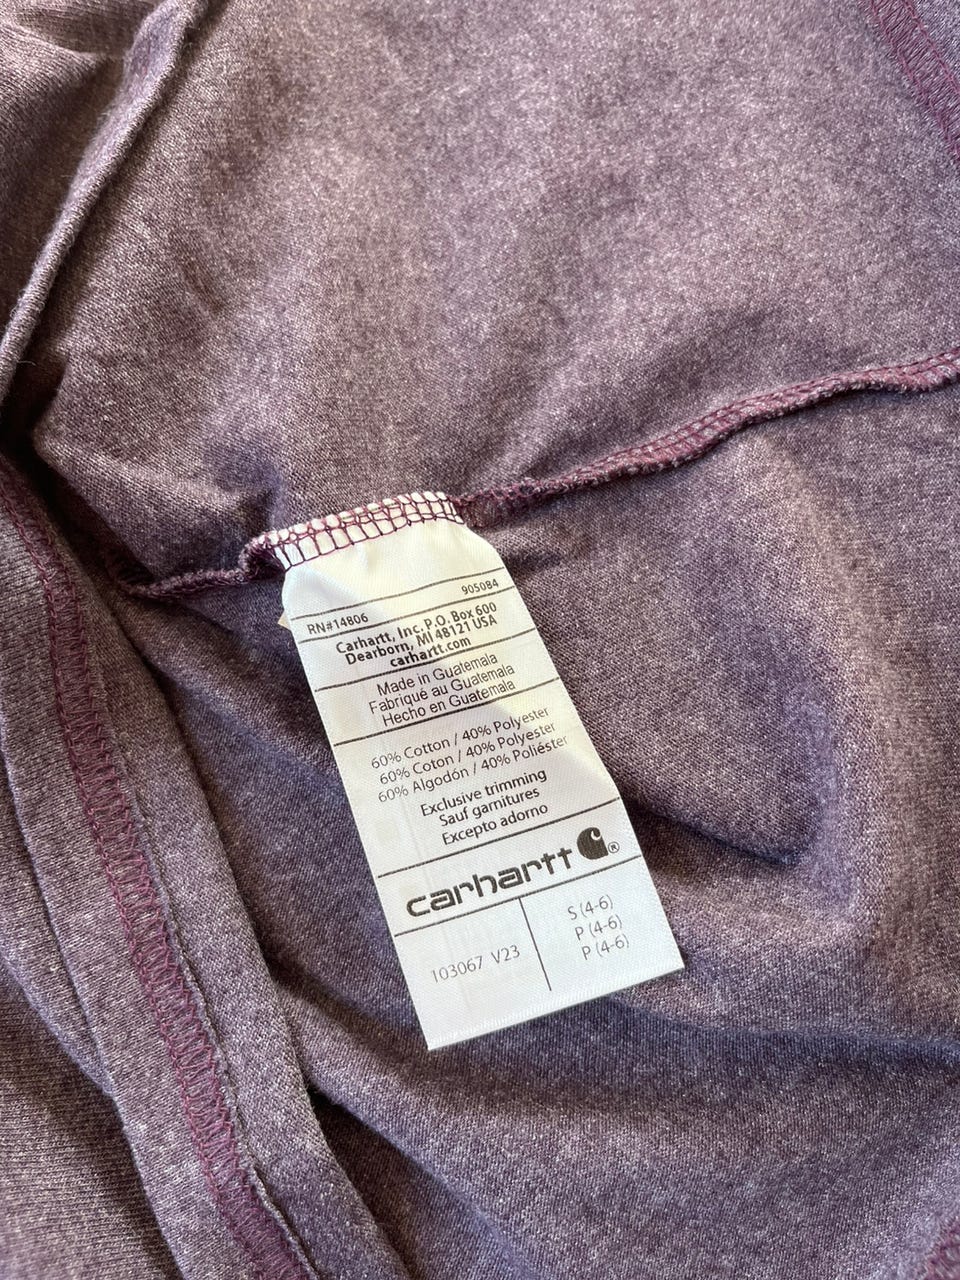 RN#14806 905084
Carhartt, Inc. P.O. Box 600
Dearborn, MI 48121 USA
carhartt.com
Made in Guatemala
Fabriqué au Guatemala
Hecho en Guatemala
60% Cotton / 40% Polyester
60% Coton / 40% Polyester
60% Algodón / 40% Poliéster
Exclusive trimming
Sauf garnitures
Excepto adorno
carhartt ®
103067 V23
S (4-6)
P (4-6)
P (4-6)